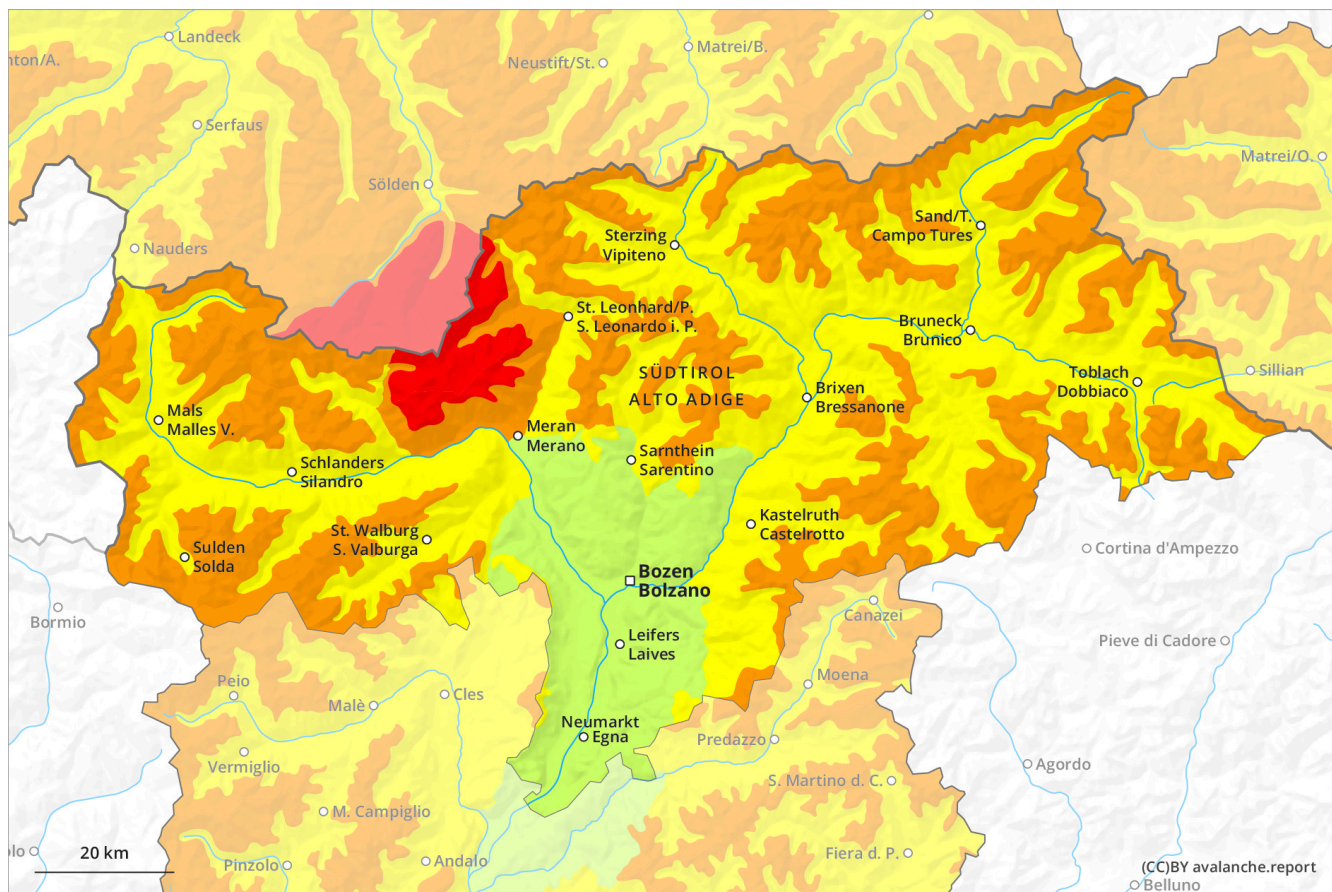 Landeck
nton/A.
Matrei/B.
Neustift/St.
Serfaus
Matrei/O.
Sölden
Nauders
Sand/T.
Campo Tures
Sterzing
Vipiteno
St. Leonhard/P.
S. Leonardo i. P.
Bruneck
Brunico
SÜDTIROL
ALTO ADIGE
Toblach
Dobbiaco
Sillian
Brixen
Bressanone
Mals
Malles V.
Meran
Merano
Sarnthein
Sarentino
Schlanders
Silandro
Kastelruth
Castelrotto
St. Walburg
S. Valburga
Sulden
Solda
Cortina d'Ampezzo
Bozen
Bolzano
Bormio
Canazei
Leifers
Laives
Pieve di Cadore
Peio
Moena
Malè
Cles
Neumarkt
Egna
Predazzo
Vermiglio
Agordo
S. Martino d. C.
M. Campiglio
olo
20 km
Pinzolo
Andalo
Fiera d. P.
(CC)BY avalanche.report
Belluno